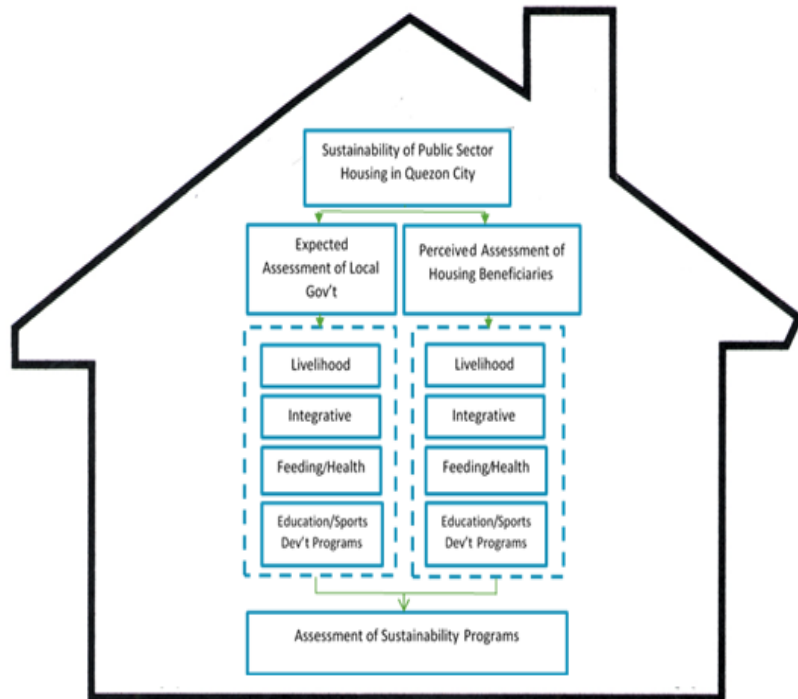 Sustainability of Public Sector
Housing in Quezon City
Expected
Assessment of Local
Gov't
Perceived Assessment of
Housing Beneficiaries
Livelihood
Integrative
Feeding/Health
Education/Sports
Dev't Programs
Livelihood
Integrative
Feeding/Health
Education/Sports
Dev't Programs
Assessment of Sustainability Programs